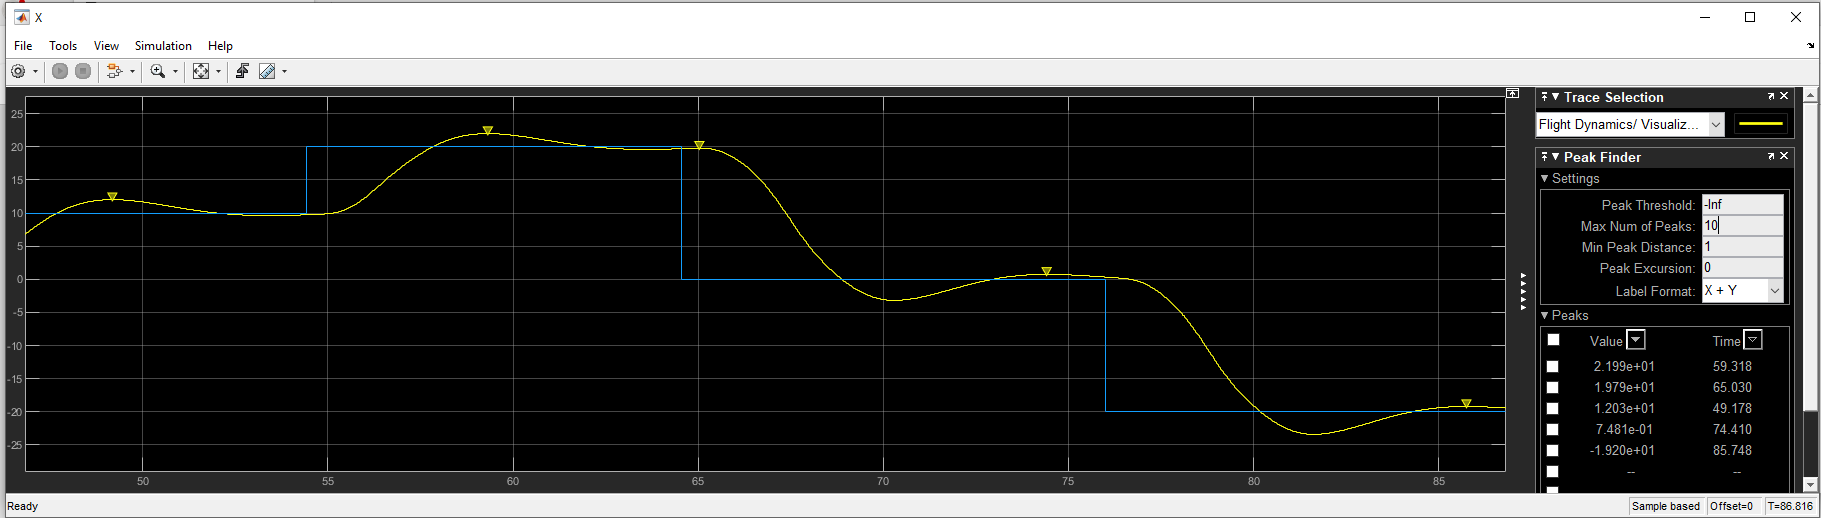 X
File Tools View Simulation Help
Trace Selection
Flight Dynamics/ Visualiz...
Peak Finder
Settings
Peak Threshold: -Inf
Max Num of Peaks: 10
Min Peak Distance: 1
Peak Excursion: 0
Label Format: X + Y
Peaks
Value Time
2.199e+01 59.318
1.979e+01 65.030
1.203e+01 49.178
7.481e-01 74.410
-1.920e+01 85.748
-- --
25
20
15
10
5
0
-5
-10
-15
-20
-25
50 55 60 65 70 75 80 85
Ready Sample based Offset=0 T=86.816